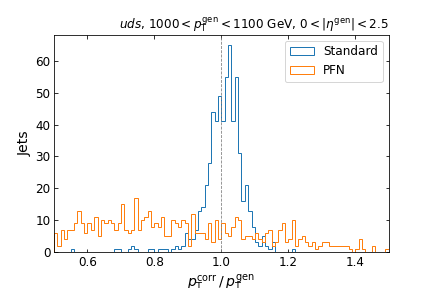 uds, 1000 < p_T^gen < 1100 GeV, 0 < |η^gen| < 2.5
Standard
PFN
Jets
60
50
40
30
20
10
0
0.6 0.8 1.0 1.2 1.4
p_T^corr / p_T^gen